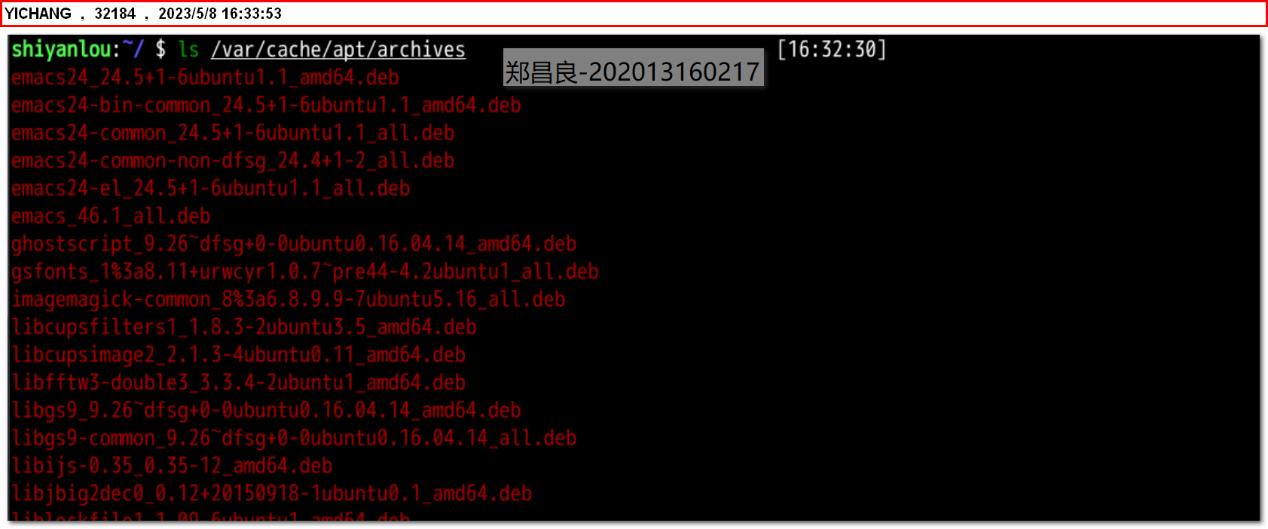 YICHANG , 32184 , 2023/5/8 16:33:53
shiyanlou:~/ $ ls /var/cache/apt/archives [16:32:30]
郑昌良-202013160217
emacs24_24.5+1-6ubuntu1.1_amd64.deb
emacs24-bin-common_24.5+1-6ubuntu1.1_amd64.deb
emacs24-common_24.5+1-6ubuntu1.1_all.deb
emacs24-common-non-dfsg_24.4+1-2_all.deb
emacs24-el_24.5+1-6ubuntu1.1_all.deb
emacs_46.1_all.deb
ghostscript_9.26~dfsg+0-0ubuntu0.16.04.14_amd64.deb
gsfonts_1%3a8.11+urwcyr1.0.7~pre44-4.2ubuntu1_all.deb
imagemagick-common_8%3a6.8.9.9-7ubuntu5.16_all.deb
libcupsfilters1_1.8.3-2ubuntu3.5_amd64.deb
libcupsimage2_2.1.3-4ubuntu0.11_amd64.deb
libfftw3-double3_3.3.4-2ubuntu1_amd64.deb
libgs9_9.26~dfsg+0-0ubuntu0.16.04.14_amd64.deb
libgs9-common_9.26~dfsg+0-0ubuntu0.16.04.14_all.deb
libijs-0.35_0.35-12_amd64.deb
libjbig2dec0_0.12+20150918-1ubuntu0.1_amd64.deb
liblockfile1_1.09-6ubuntu1_amd64.deb